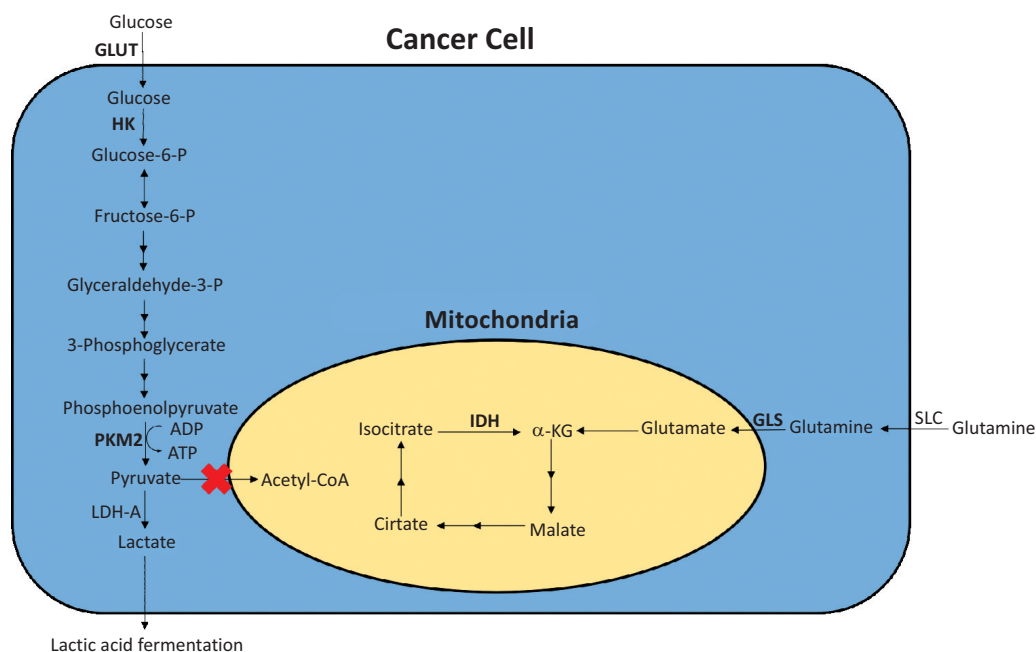 Glucose
GLUT
Cancer Cell
Glucose
HK
Glucose-6-P
Fructose-6-P
Glyceraldehyde-3-P
3-Phosphoglycerate
Phosphoenolpyruvate
PKM2
ADP
ATP
Pyruvate
LDH-A
Lactate
Lactic acid fermentation
Mitochondria
Acetyl-CoA
Isocitrate
IDH
α-KG
Glutamate
GLS
Glutamine
SLC
Glutamine
Cirtate
Malate